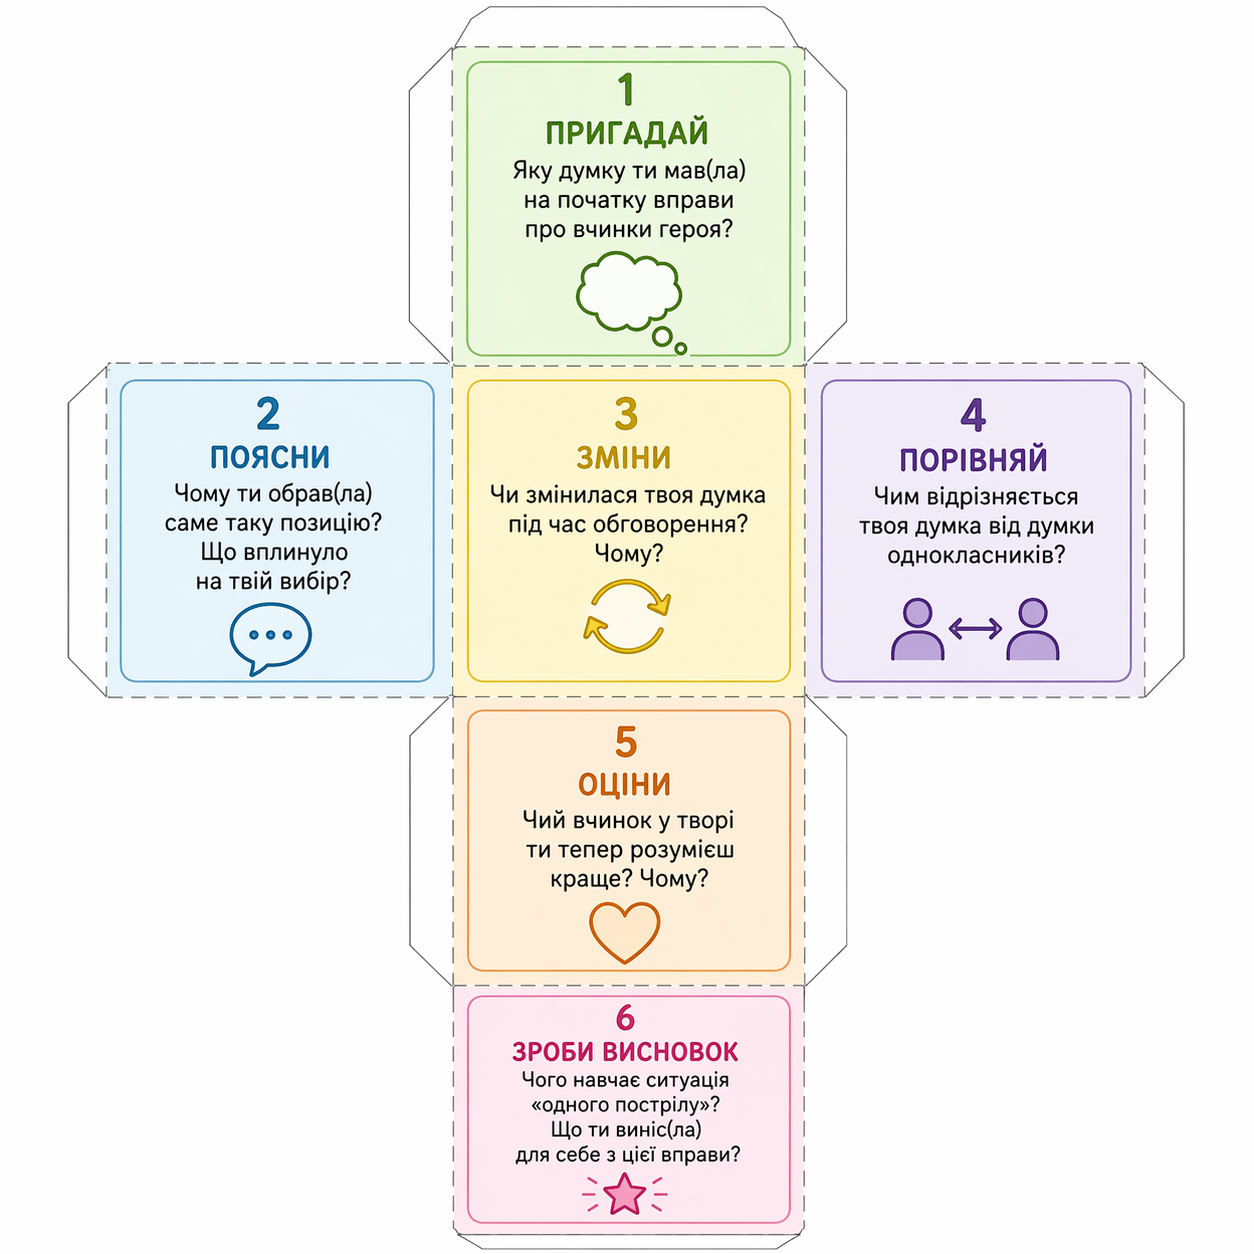 1
ПРИГАДАЙ
Яку думку ти мав(ла)
на початку вправи
про вчинки героя?
2
ПОЯСНИ
Чому ти обрав(ла)
саме таку позицію?
Що вплинуло
на твій вибір?
3
ЗМІНИ
Чи змінилася твоя думка
під час обговорення?
Чому?
4
ПОРІВНЯЙ
Чим відрізняється
твоя думка від думки
однокласників?
5
ОЦІНИ
Чий вчинок у творі
ти тепер розумієш
краще? Чому?
6
ЗРОБИ ВИСНОВОК
Чого навчає ситуація
«одного пострілу»?
Що ти виніс(ла)
для себе з цієї вправи?